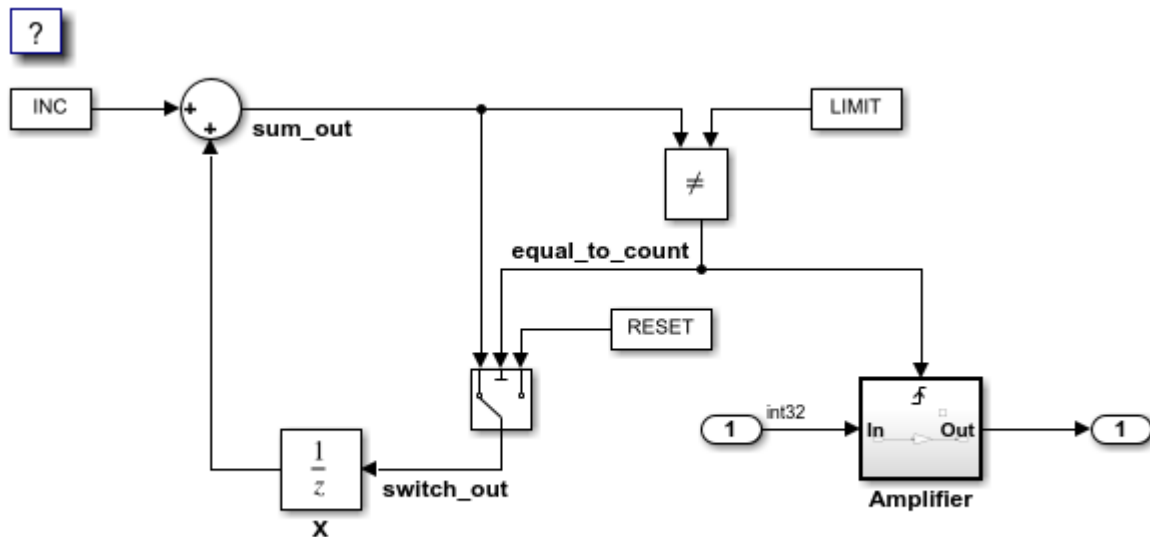 ?
INC
+
+
sum_out
LIMIT
≠
equal_to_count
RESET
1
int32
In
Out
1
Amplifier
1
z
switch_out
X